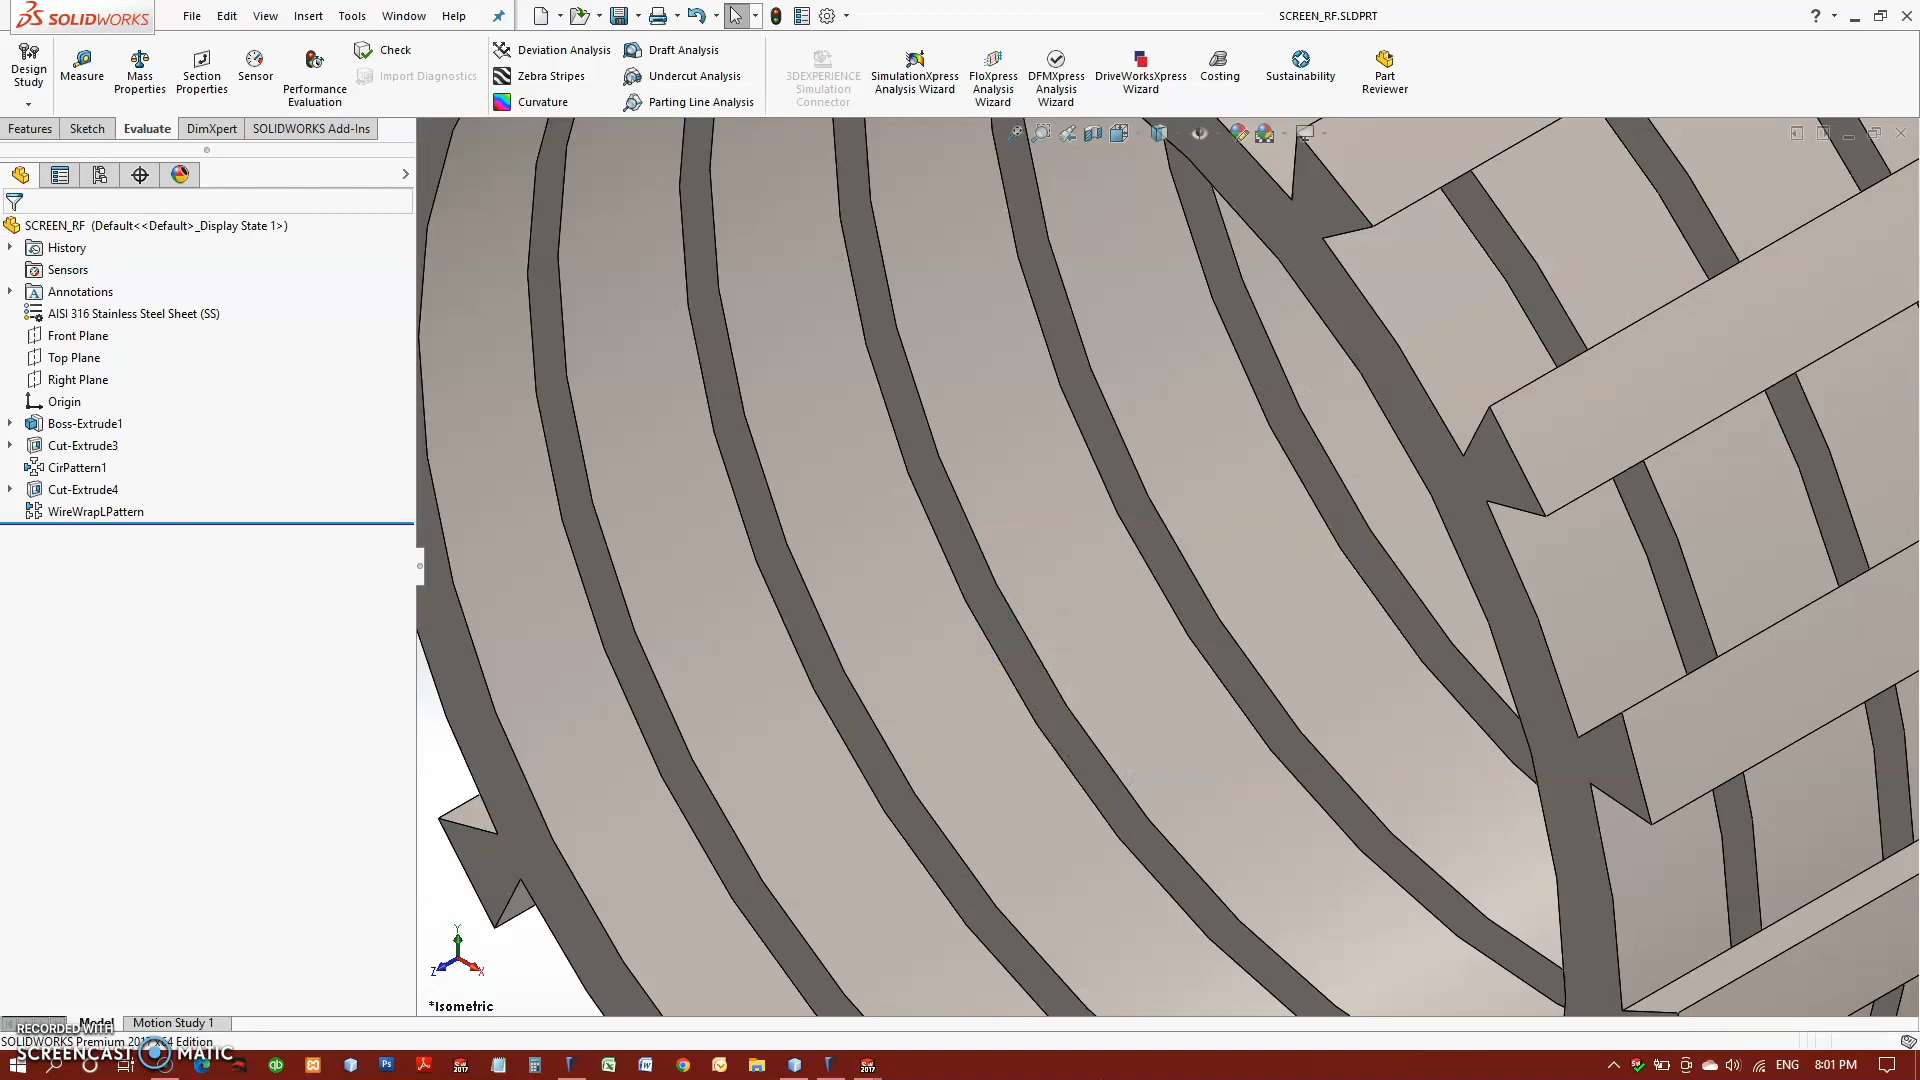 SOLIDWORKS File Edit View Insert Tools Window Help SCREEN_RF.SLDPRT ?
Design Study
Measure
Mass Properties
Section Properties
Sensor
Performance Evaluation
Check
Import Diagnostics
Deviation Analysis
Zebra Stripes
Curvature
Draft Analysis
Undercut Analysis
Parting Line Analysis
3DEXPERIENCE Simulation Connector
SimulationXpress Analysis Wizard
FloXpress Analysis Wizard
DFMXpress Analysis Wizard
DriveWorksXpress Wizard
Costing
Sustainability
Part Reviewer
Features Sketch Evaluate DimXpert SOLIDWORKS Add-Ins
SCREEN_RF (Default<<Default>_Display State 1>)
History
Sensors
Annotations
AISI 316 Stainless Steel Sheet (SS)
Front Plane
Top Plane
Right Plane
Origin
Boss-Extrude1
Cut-Extrude3
CirPattern1
Cut-Extrude4
WireWrapLPattern
Y
Z X
*Isometric
Model Motion Study 1
RECORDED WITH
SOLIDWORKS Premium 2017 x64 Edition
SCREENCAST MATIC
ENG 8:01 PM